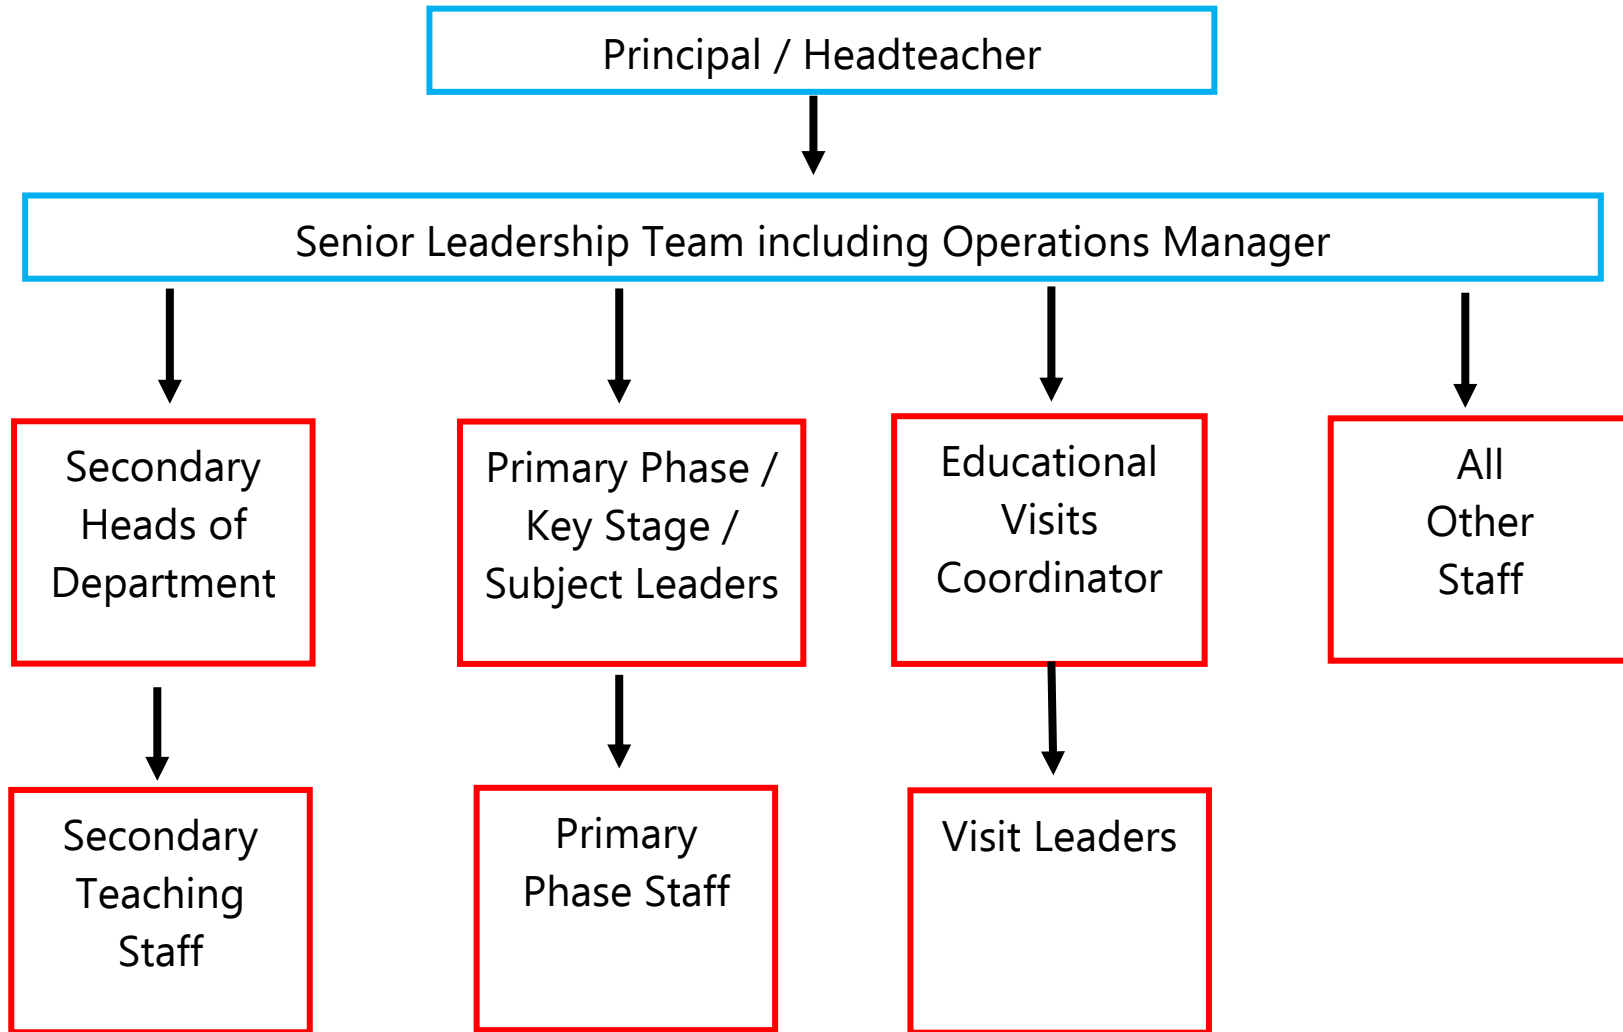 Principal / Headteacher
Senior Leadership Team including Operations Manager
Secondary
Heads of
Department
Primary Phase /
Key Stage /
Subject Leaders
Educational
Visits
Coordinator
All
Other
Staff
Secondary
Teaching
Staff
Primary
Phase Staff
Visit Leaders